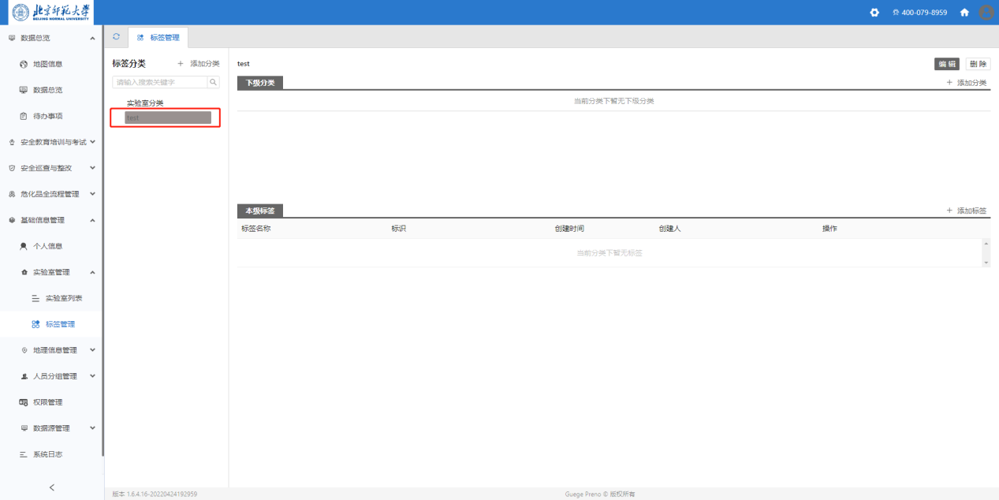 北京师范大学
BEIJING NORMAL UNIVERSITY
400-079-8959
数据总览
地图信息
数据总览
待办事项
安全教育培训与考试
安全巡查与整改
危化品全流程管理
基础信息管理
个人信息
实验室管理
实验室列表
标签管理
地理信息管理
人员分组管理
权限管理
数据源管理
系统日志
标签管理
标签分类 + 添加分类
请输入搜索关键字
实验室分类
test
test 编辑 删除
下级分类 + 添加分类
当前分类下暂无下级分类
本级标签 + 添加标签
标签名称 标识 创建时间 创建人 操作
当前分类下暂无标签
版本 1.6.4.16-20220424192959 Guege Preno © 版权所有